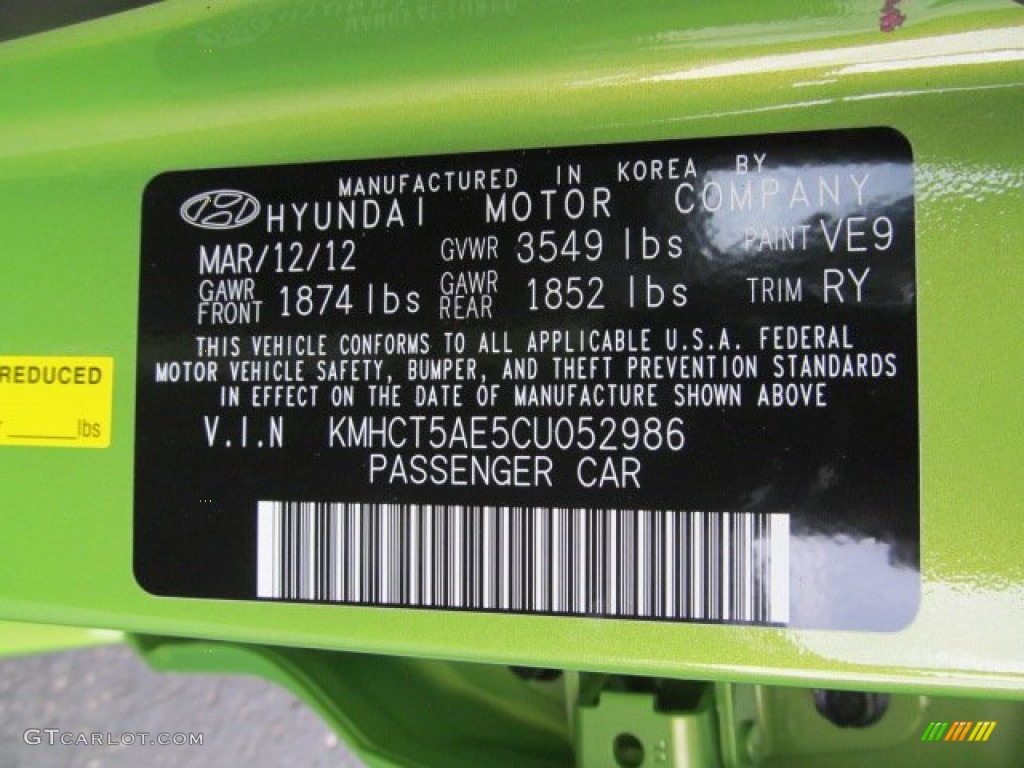 MANUFACTURED IN KOREA BY
HYUNDAI MOTOR COMPANY
MAR/12/12 GVWR 3549 lbs PAINT VE9
GAWR FRONT 1874 lbs GAWR REAR 1852 lbs TRIM RY
THIS VEHICLE CONFORMS TO ALL APPLICABLE U.S.A. FEDERAL
MOTOR VEHICLE SAFETY, BUMPER, AND THEFT PREVENTION STANDARDS
IN EFFECT ON THE DATE OF MANUFACTURE SHOWN ABOVE
V.I.N KMHCT5AE5CU052986
PASSENGER CAR
REDUCED
lbs
GTCARLOT.COM